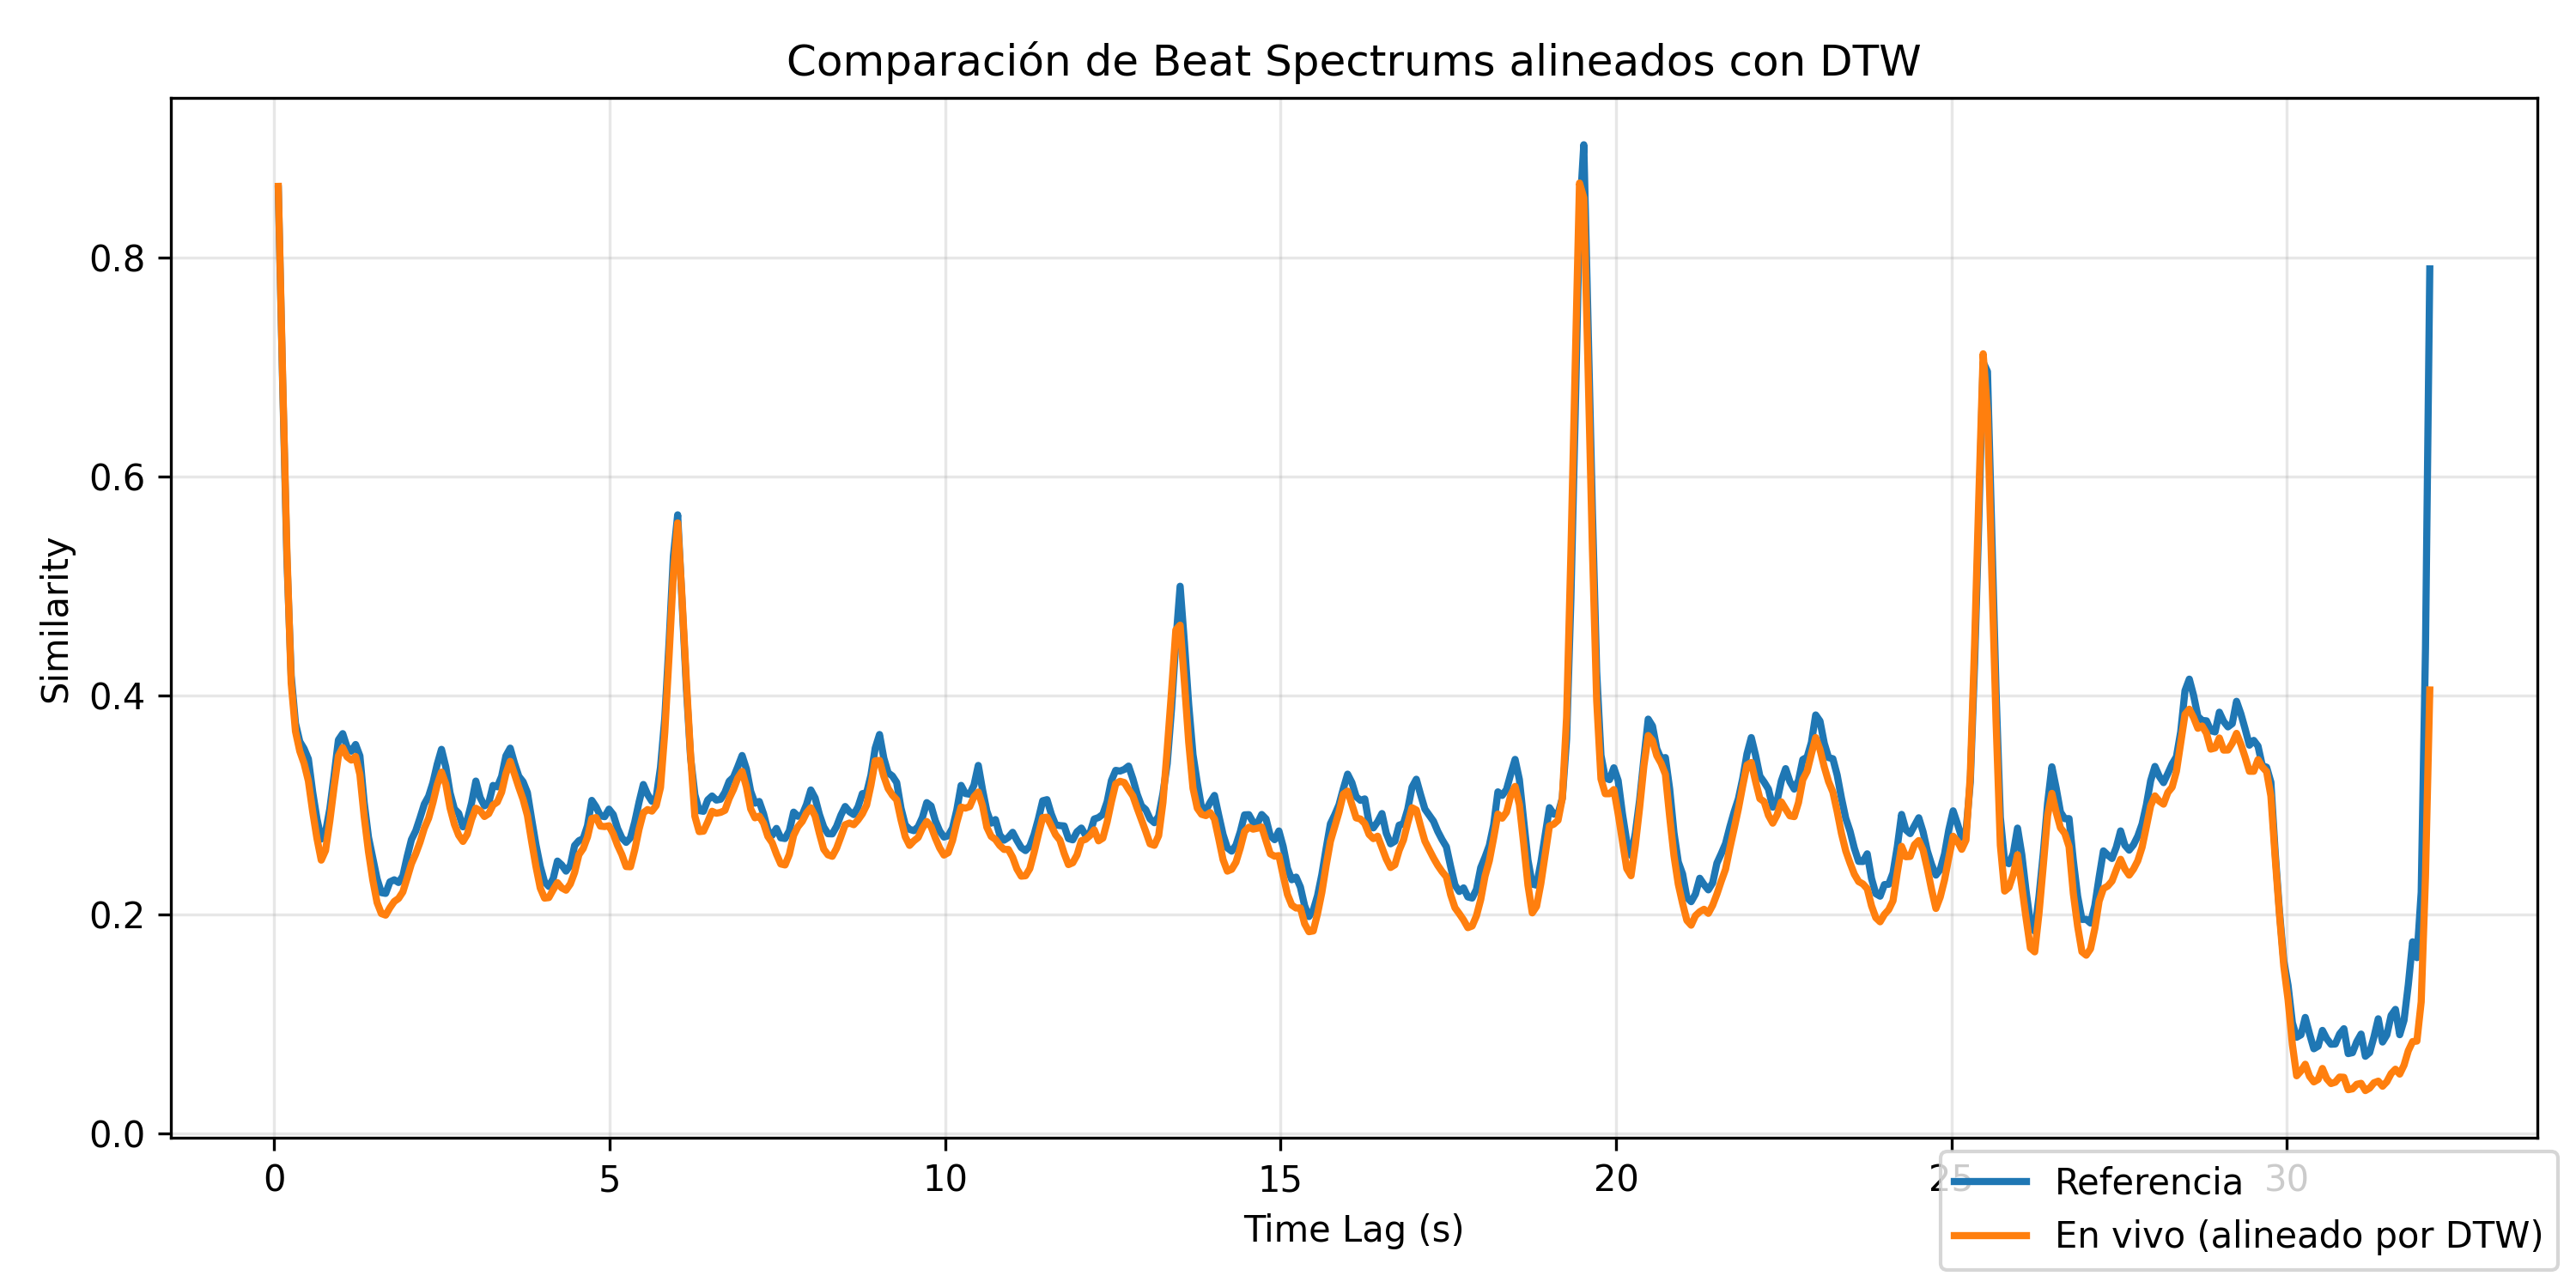 Comparación de Beat Spectrums alineados con DTW
Similarity
0.8
0.6
0.4
0.2
0.0
0 5 10 15 20 25 30
Time Lag (s)
Referencia
En vivo (alineado por DTW)